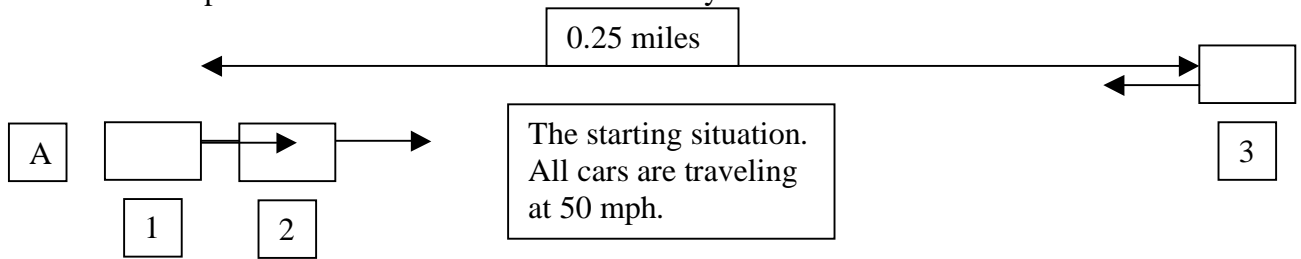 0.25 miles
A
The starting situation.
All cars are traveling
at 50 mph.
3
1
2